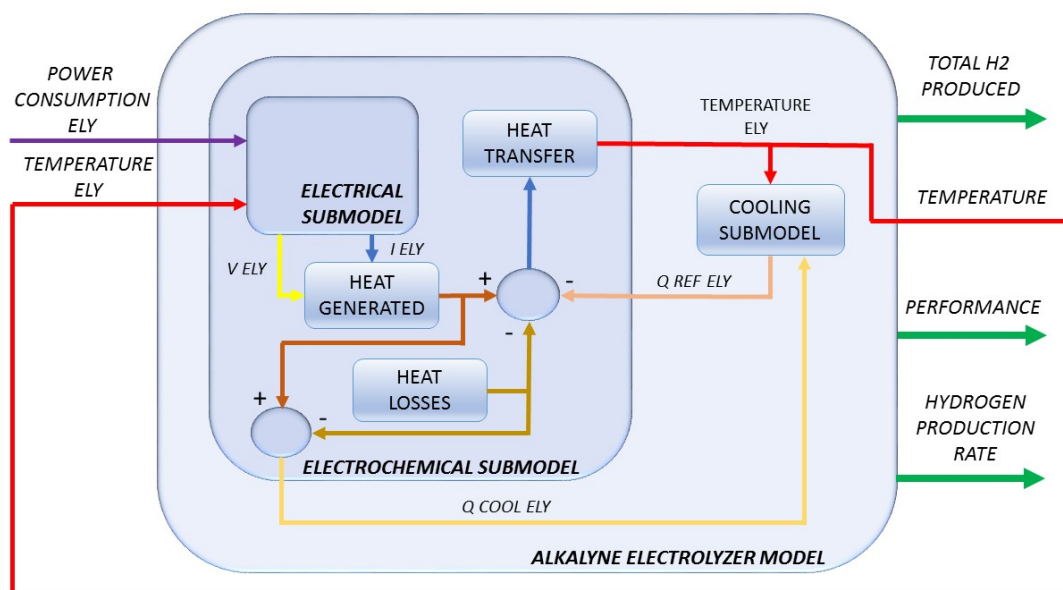 POWER
CONSUMPTION
ELY
TEMPERATURE
ELY
ELECTRICAL
SUBMODEL
V ELY
I ELY
HEAT
GENERATED
HEAT
TRANSFER
+
-
-
HEAT
LOSSES
+
-
ELECTROCHEMICAL SUBMODEL
TEMPERATURE
ELY
COOLING
SUBMODEL
Q REF ELY
Q COOL ELY
ALKALYNE ELECTROLYZER MODEL
TOTAL H2
PRODUCED
TEMPERATURE
PERFORMANCE
HYDROGEN
PRODUCTION
RATE